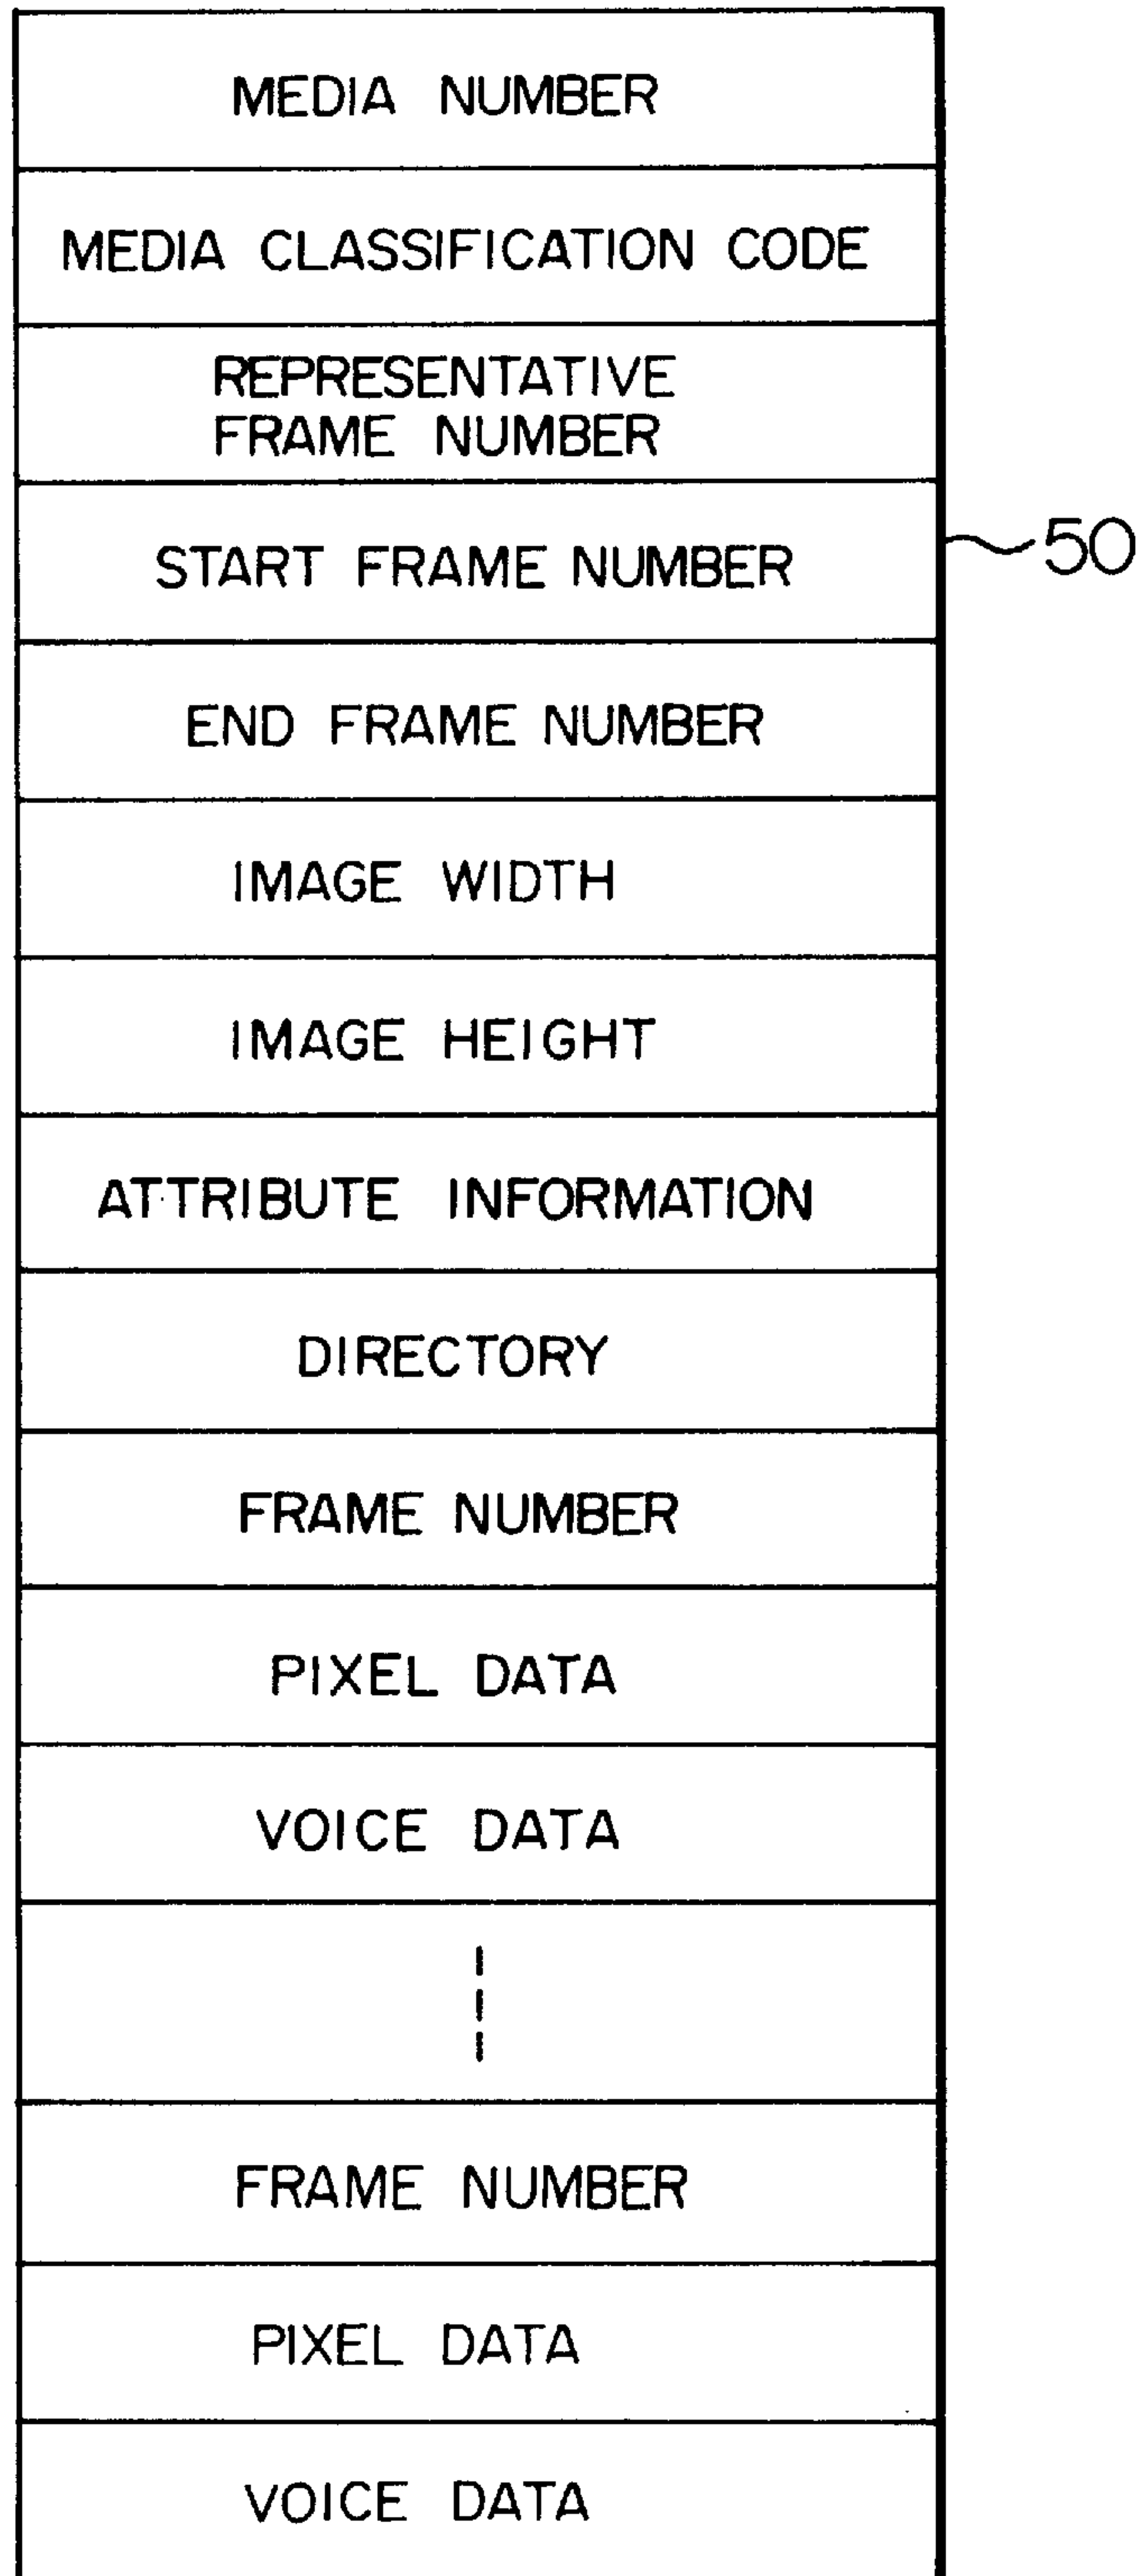 MEDIA NUMBER
MEDIA CLASSIFICATION CODE
REPRESENTATIVE
FRAME NUMBER
START FRAME NUMBER
50
END FRAME NUMBER
IMAGE WIDTH
IMAGE HEIGHT
ATTRIBUTE INFORMATION
DIRECTORY
FRAME NUMBER
PIXEL DATA
VOICE DATA
FRAME NUMBER
PIXEL DATA
VOICE DATA